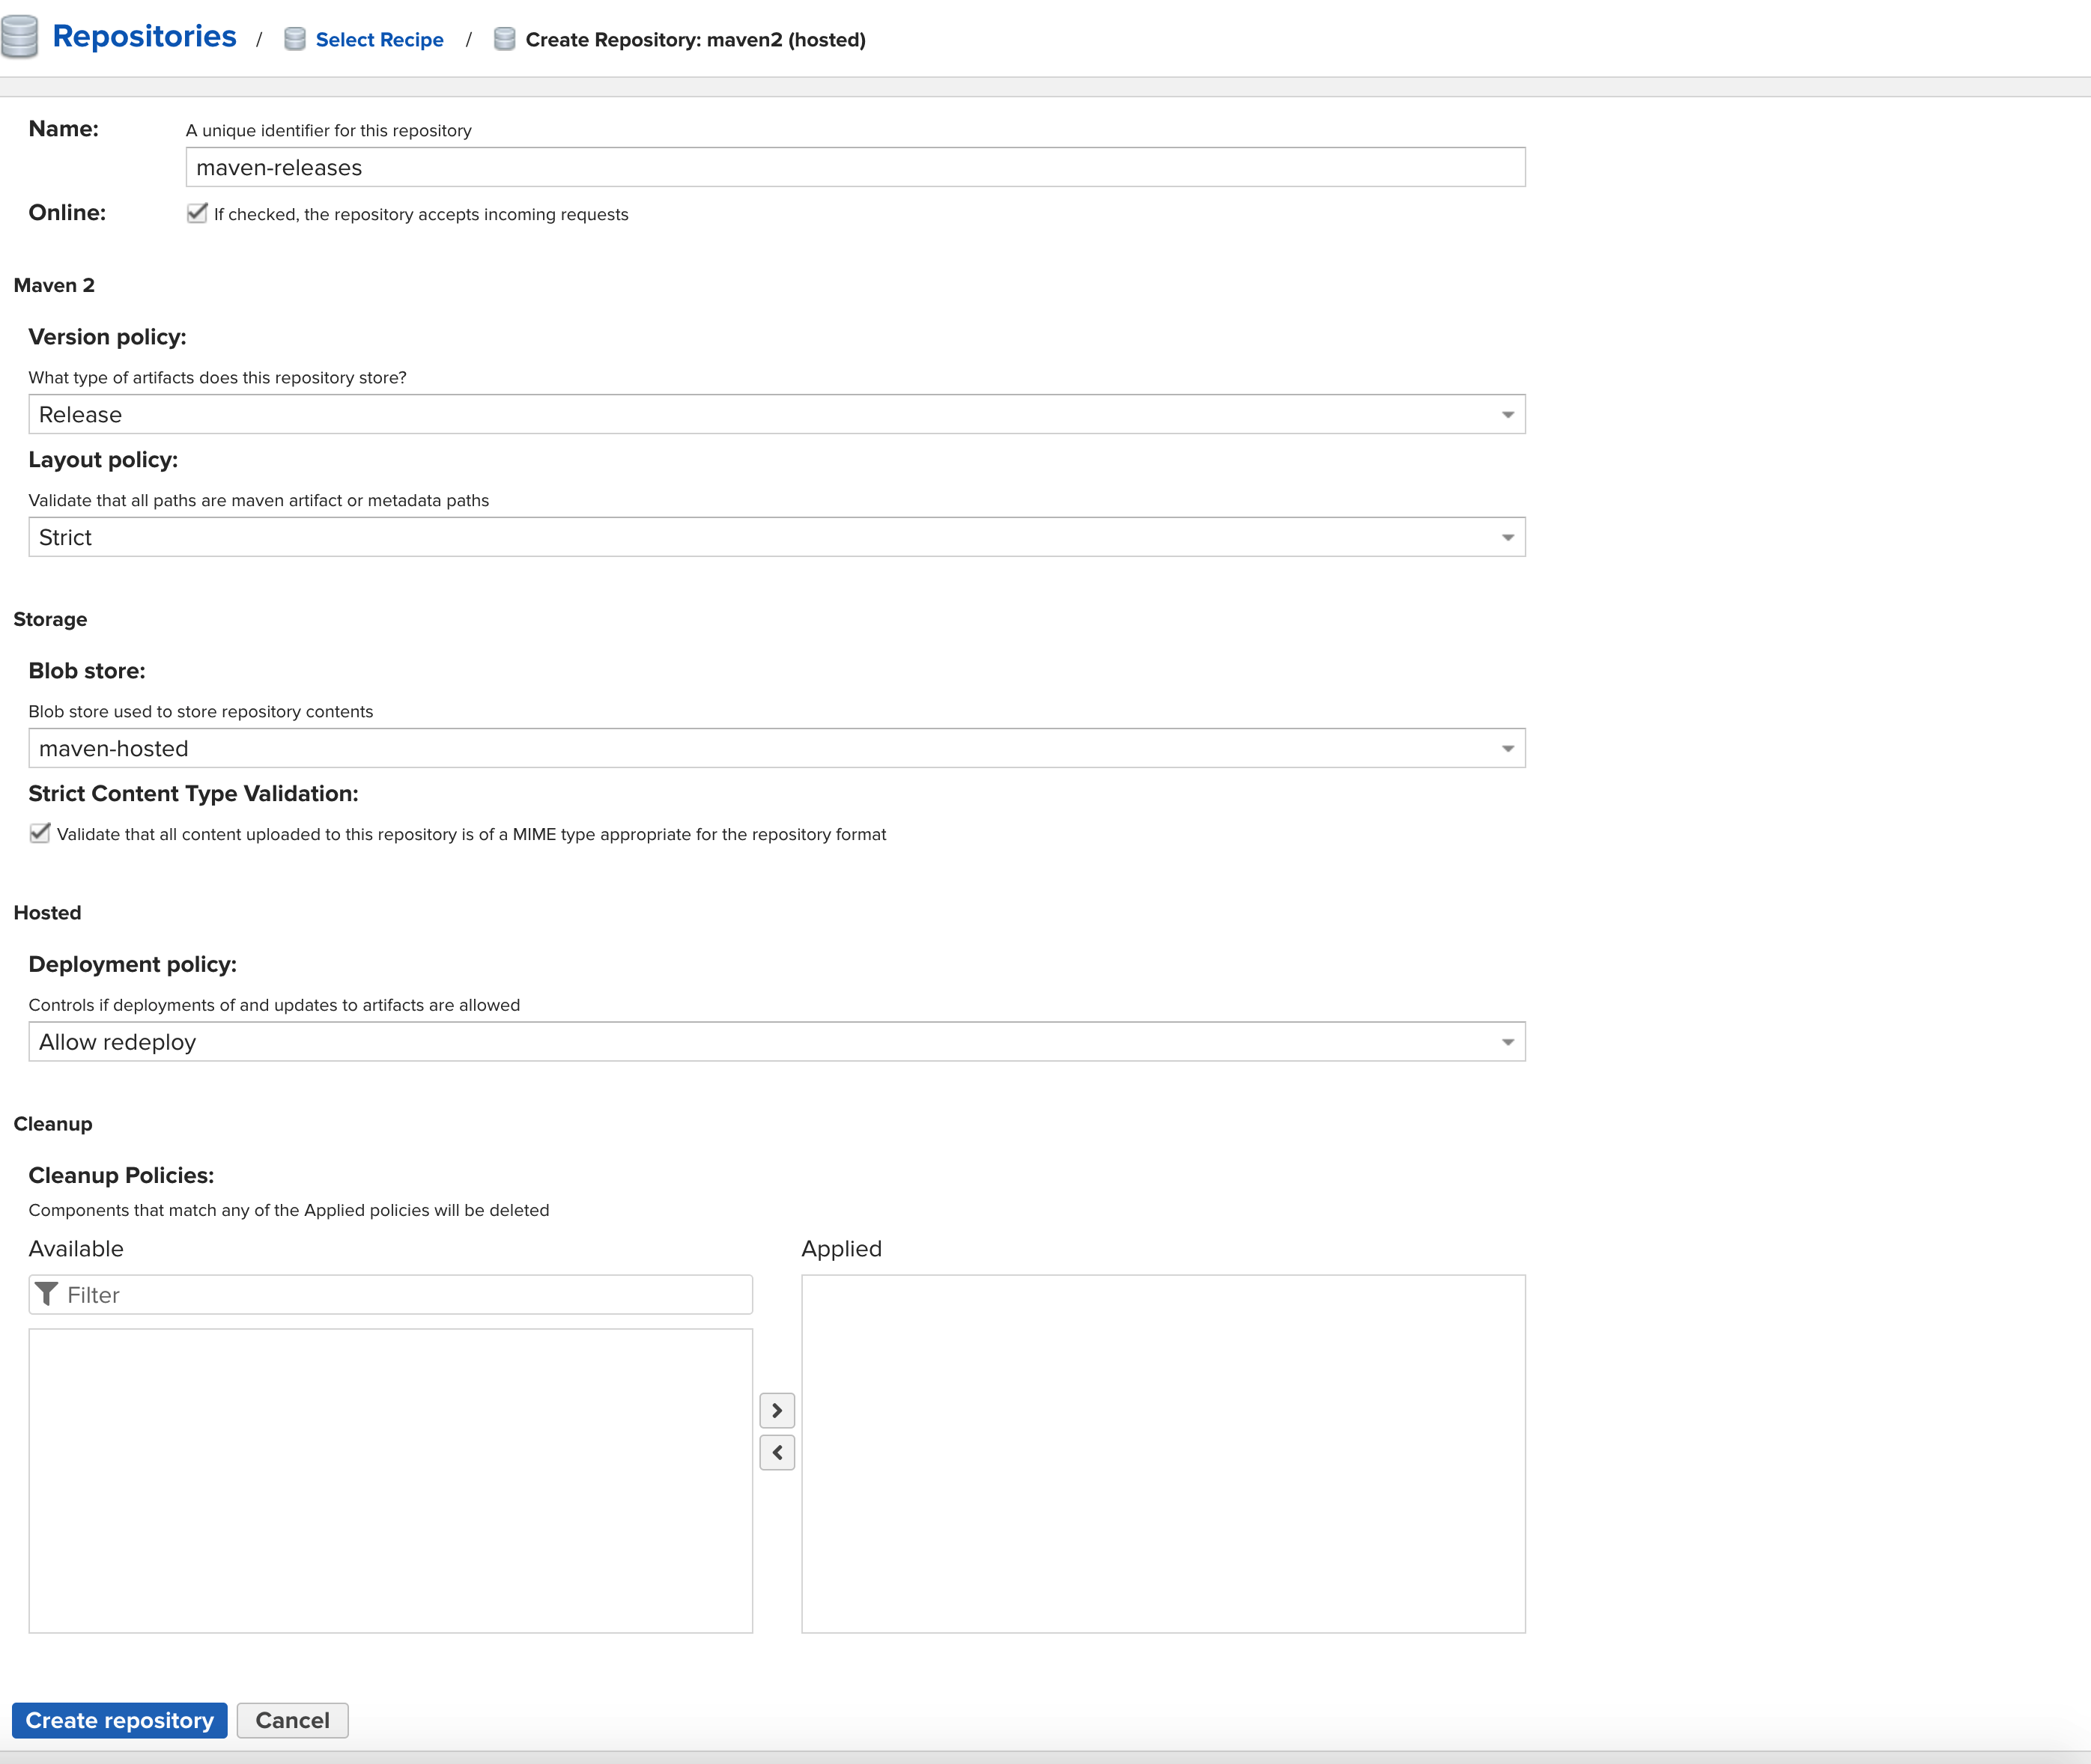 Repositories / Select Recipe / Create Repository: maven2 (hosted)
Name: A unique identifier for this repository
maven-releases
Online: If checked, the repository accepts incoming requests
Maven 2
Version policy:
What type of artifacts does this repository store?
Release
Layout policy:
Validate that all paths are maven artifact or metadata paths
Strict
Storage
Blob store:
Blob store used to store repository contents
maven-hosted
Strict Content Type Validation:
Validate that all content uploaded to this repository is of a MIME type appropriate for the repository format
Hosted
Deployment policy:
Controls if deployments of and updates to artifacts are allowed
Allow redeploy
Cleanup
Cleanup Policies:
Components that match any of the Applied policies will be deleted
Available Applied
Filter
Create repository Cancel